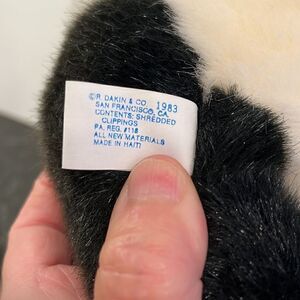 ©R. DAKIN & CO. 1983
SAN FRANCISCO, CA.
CONTENTS: SHREDDED
CLIPPINGS
PA. REG. #118
ALL NEW MATERIALS
MADE IN HAITI